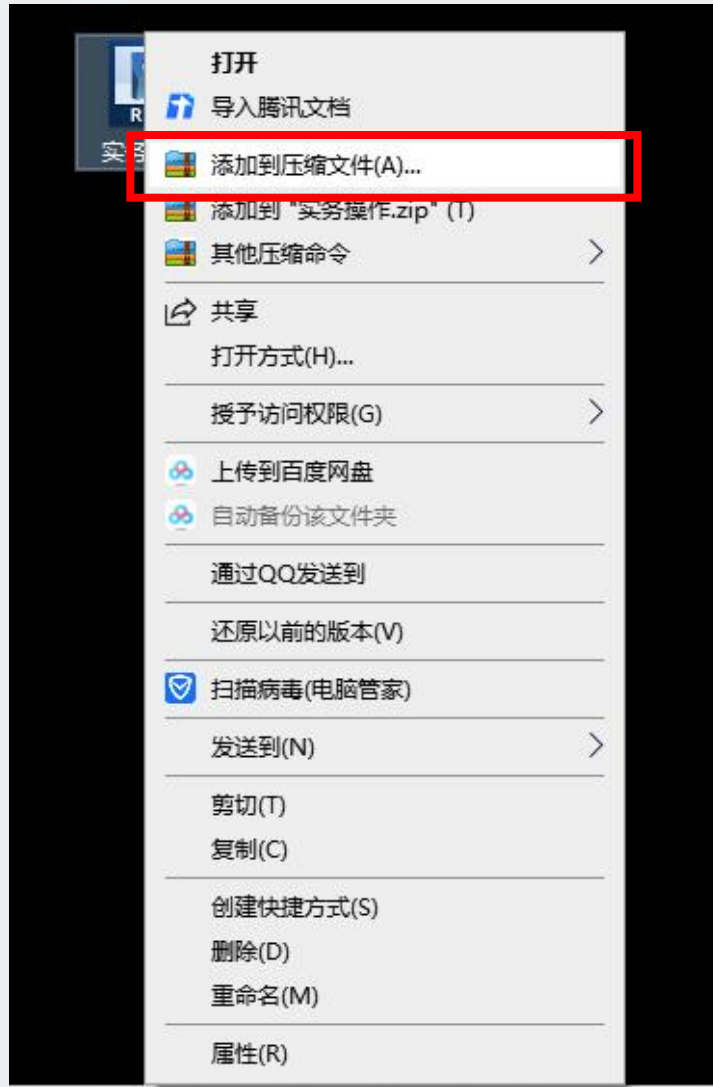 打开
导入腾讯文档
添加到压缩文件(A)...
添加到 "实务操作.zip" (T)
其他压缩命令
共享
打开方式(H)...
授予访问权限(G)
上传到百度网盘
自动备份该文件夹
通过QQ发送到
还原以前的版本(V)
扫描病毒(电脑管家)
发送到(N)
剪切(T)
复制(C)
创建快捷方式(S)
删除(D)
重命名(M)
属性(R)